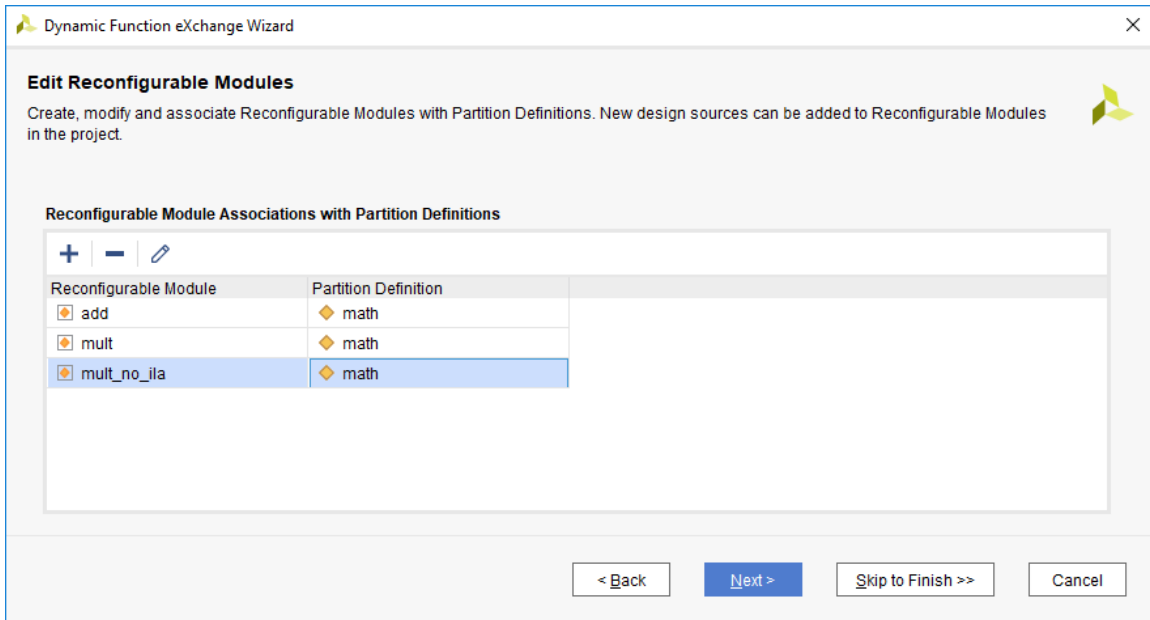 Dynamic Function eXchange Wizard
Edit Reconfigurable Modules
Create, modify and associate Reconfigurable Modules with Partition Definitions. New design sources can be added to Reconfigurable Modules
in the project.
Reconfigurable Module Associations with Partition Definitions
Reconfigurable Module Partition Definition
add math
mult math
mult_no_ila math
< Back Next > Skip to Finish >> Cancel